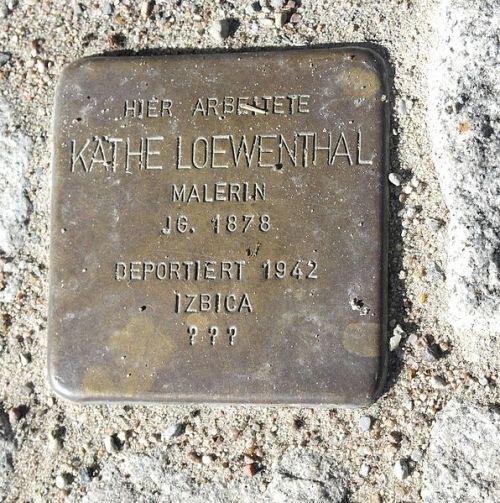 HIER ARBEITETE
KÄTHE LOEWENTHAL
MALERIN
JG. 1878
DEPORTIERT 1942
IZBICA
???